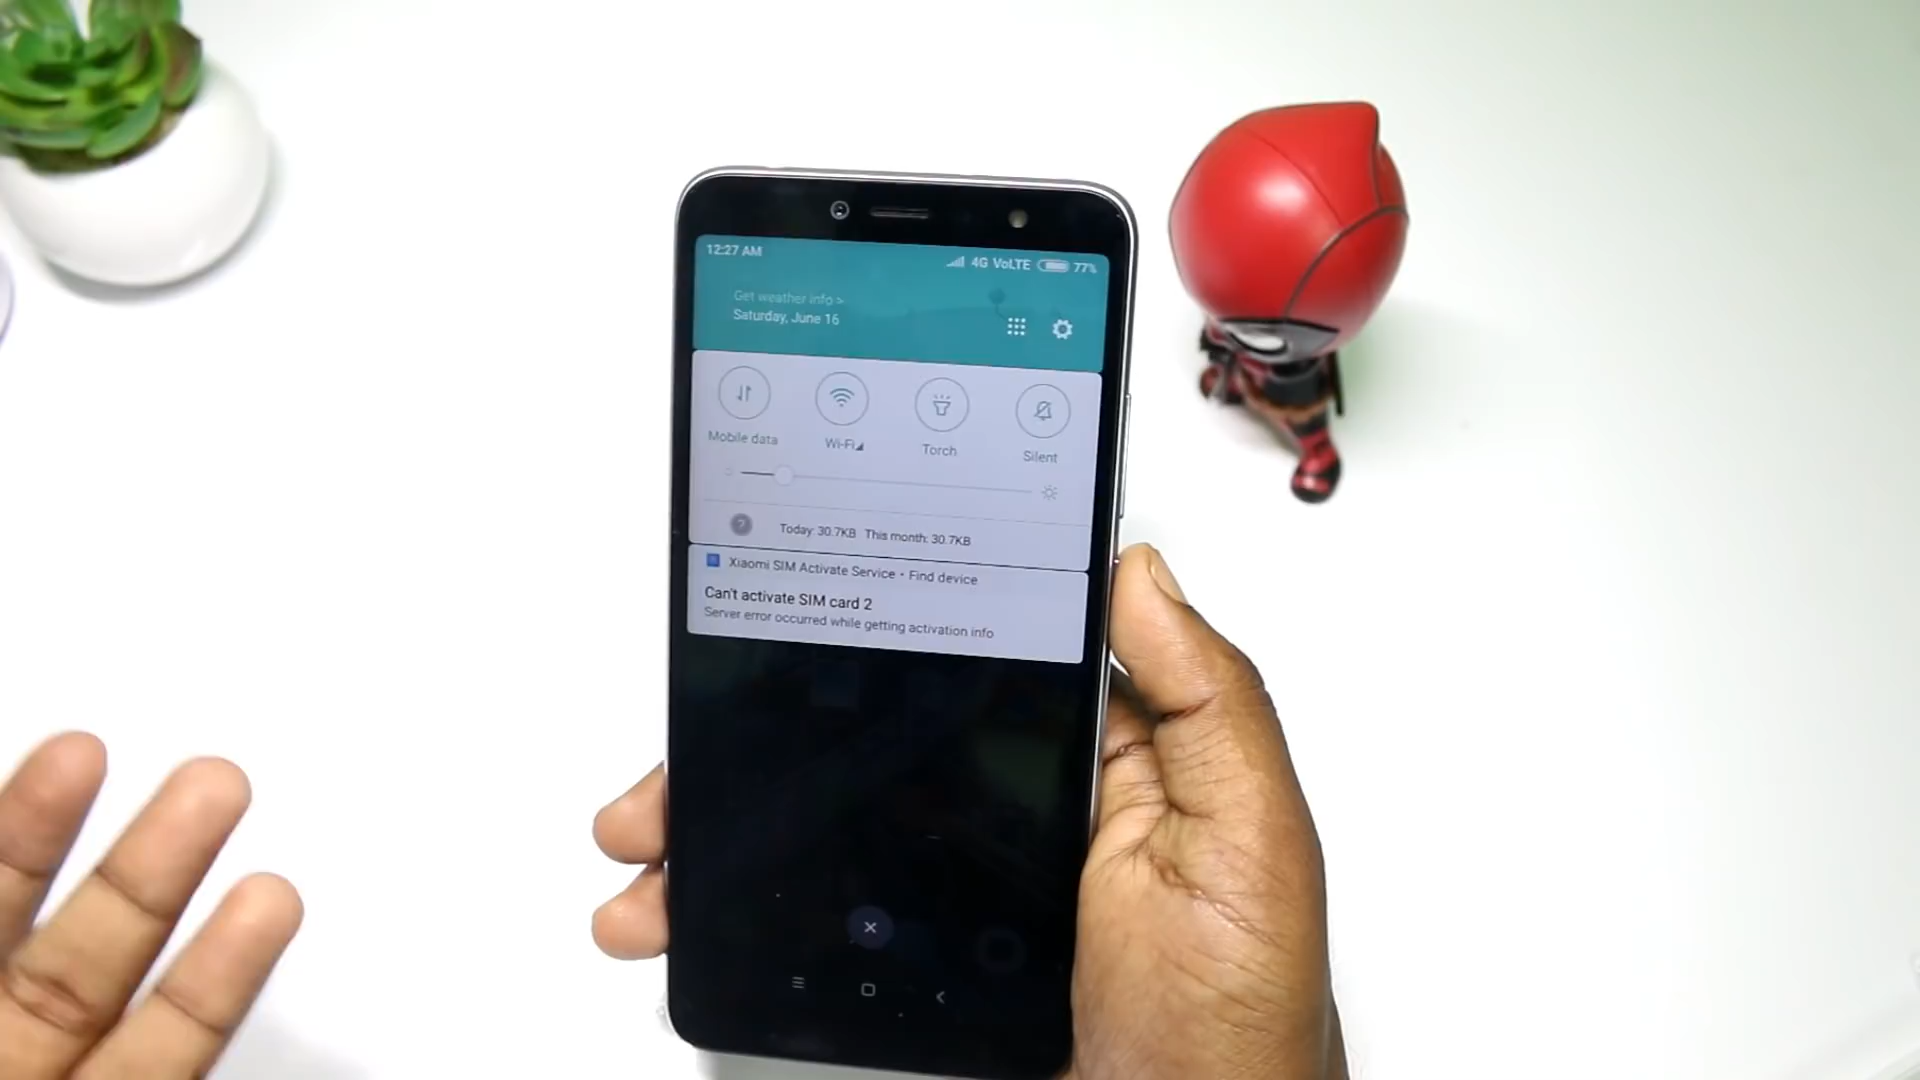 12:27 AM
4G VoLTE 77%
Get weather info >
Saturday, June 16
Mobile data
Wi-Fi
Torch
Silent
? Today: 30.7KB This month: 30.7KB
Xiaomi SIM Activate Service • Find device
Can't activate SIM card 2
Server error occurred while getting activation info